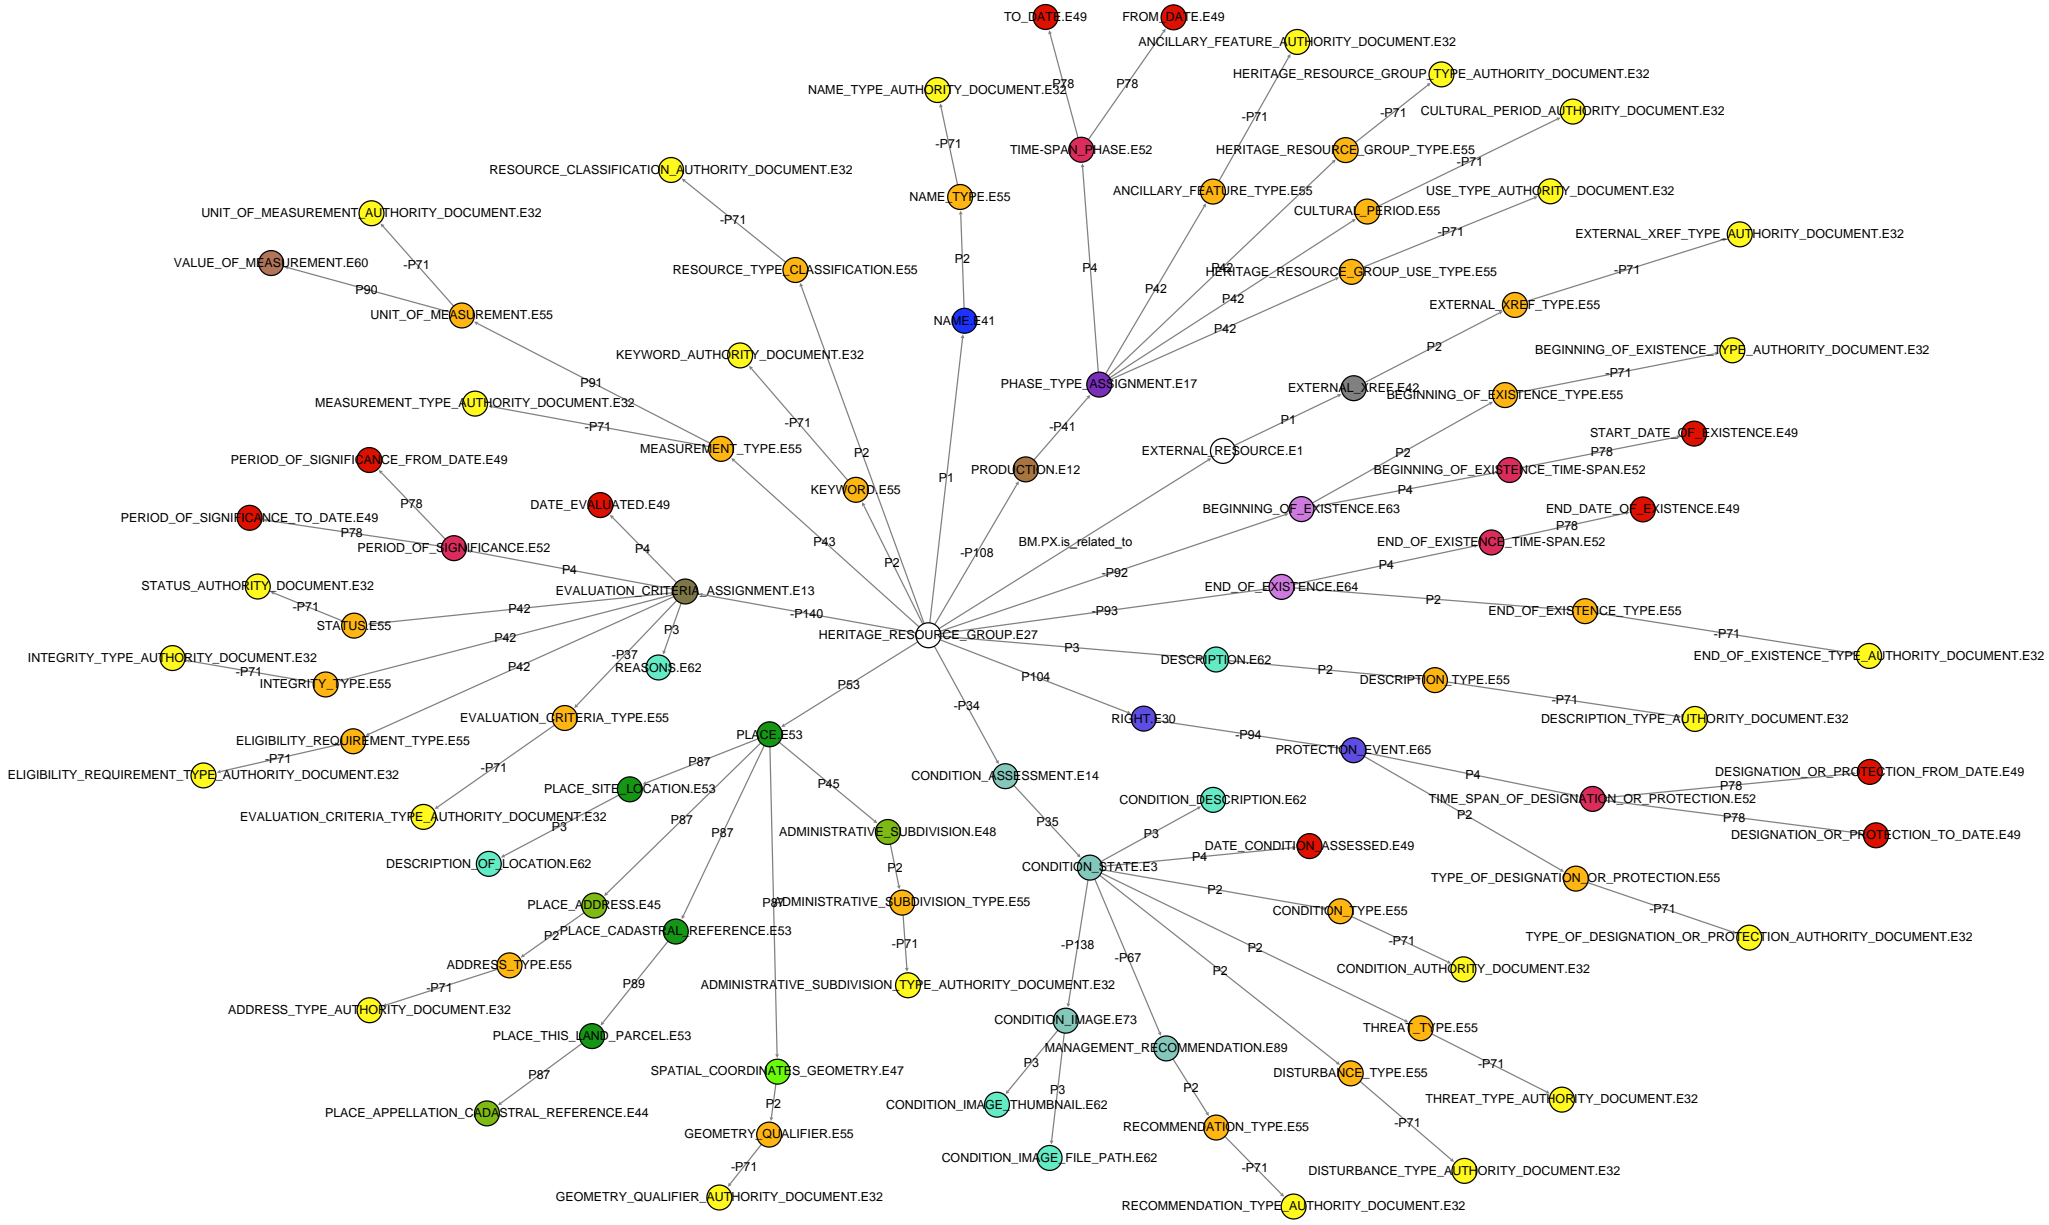 TO_DATE.E49
FROM_DATE.E49
ANCILLARY_FEATURE_AUTHORITY_DOCUMENT.E32
HERITAGE_RESOURCE_GROUP_TYPE_AUTHORITY_DOCUMENT.E32
P78
P78
NAME_TYPE_AUTHORITY_DOCUMENT.E32
CULTURAL_PERIOD_AUTHORITY_DOCUMENT.E32
-P71
-P71
-P71
TIME-SPAN_PHASE.E52
HERITAGE_RESOURCE_GROUP_TYPE.E55
-P71
RESOURCE_CLASSIFICATION_AUTHORITY_DOCUMENT.E32
ANCILLARY_FEATURE_TYPE.E55
USE_TYPE_AUTHORITY_DOCUMENT.E32
NAME_TYPE.E55
UNIT_OF_MEASUREMENT_AUTHORITY_DOCUMENT.E32
CULTURAL_PERIOD.E55
-P71
-P71
EXTERNAL_XREF_TYPE_AUTHORITY_DOCUMENT.E32
VALUE_OF_MEASUREMENT.E60
-P71
P2
RESOURCE_TYPE_CLASSIFICATION.E55
P4
P42
HERITAGE_RESOURCE_GROUP_USE_TYPE.E55
-P71
P90
P42
P42
EXTERNAL_XREF_TYPE.E55
UNIT_OF_MEASUREMENT.E55
NAME.E41
P42
KEYWORD_AUTHORITY_DOCUMENT.E32
P2
BEGINNING_OF_EXISTENCE_TYPE_AUTHORITY_DOCUMENT.E32
P91
PHASE_TYPE_ASSIGNMENT.E17
EXTERNAL_XREF.E42
-P71
BEGINNING_OF_EXISTENCE_TYPE.E55
MEASUREMENT_TYPE_AUTHORITY_DOCUMENT.E32
-P71
-P71
-P41
P1
START_DATE_OF_EXISTENCE.E49
MEASUREMENT_TYPE.E55
P2
EXTERNAL_RESOURCE.E1
P2
P78
PERIOD_OF_SIGNIFICANCE_FROM_DATE.E49
PRODUCTION.E12
BEGINNING_OF_EXISTENCE_TIME-SPAN.E52
P1
KEYWORD.E55
P4
DATE_EVALUATED.E49
P78
BEGINNING_OF_EXISTENCE.E63
END_DATE_OF_EXISTENCE.E49
PERIOD_OF_SIGNIFICANCE_TO_DATE.E49
P78
P78
PERIOD_OF_SIGNIFICANCE.E52
P4
P43
BM.PX.is_related_to
END_OF_EXISTENCE_TIME-SPAN.E52
-P108
P2
P4
P4
-P92
STATUS_AUTHORITY_DOCUMENT.E32
EVALUATION_CRITERIA_ASSIGNMENT.E13
END_OF_EXISTENCE.E64
P2
-P71
P42
-P140
-P93
END_OF_EXISTENCE_TYPE.E55
STATUS.E55
P3
HERITAGE_RESOURCE_GROUP.E27
P42
-P71
P3
INTEGRITY_TYPE_AUTHORITY_DOCUMENT.E32
-P37
END_OF_EXISTENCE_TYPE_AUTHORITY_DOCUMENT.E32
P42
REASONS.E62
DESCRIPTION.E62
-P71
P2
INTEGRITY_TYPE.E55
P104
DESCRIPTION_TYPE.E55
P53
-P71
-P34
EVALUATION_CRITERIA_TYPE.E55
RIGHT.E30
DESCRIPTION_TYPE_AUTHORITY_DOCUMENT.E32
PLACE.E53
-P94
ELIGIBILITY_REQUIREMENT_TYPE.E55
PROTECTION_EVENT.E65
-P71
P87
-P71
ELIGIBILITY_REQUIREMENT_TYPE_AUTHORITY_DOCUMENT.E32
CONDITION_ASSESSMENT.E14
P4
DESIGNATION_OR_PROTECTION_FROM_DATE.E49
P45
P78
PLACE_SITE_LOCATION.E53
CONDITION_DESCRIPTION.E62
TIME_SPAN_OF_DESIGNATION_OR_PROTECTION.E52
EVALUATION_CRITERIA_TYPE_AUTHORITY_DOCUMENT.E32
P87
P35
P2
P78
P3
P87
ADMINISTRATIVE_SUBDIVISION.E48
P3
DESIGNATION_OR_PROTECTION_TO_DATE.E49
DATE_CONDITION_ASSESSED.E49
P4
DESCRIPTION_OF_LOCATION.E62
P2
CONDITION_STATE.E3
TYPE_OF_DESIGNATION_OR_PROTECTION.E55
P2
PLACE_ADDRESS.E45
P87
ADMINISTRATIVE_SUBDIVISION_TYPE.E55
CONDITION_TYPE.E55
-P71
P2
PLACE_CADASTRAL_REFERENCE.E53
-P71
-P138
P2
-P71
TYPE_OF_DESIGNATION_OR_PROTECTION_AUTHORITY_DOCUMENT.E32
-P67
ADDRESS_TYPE.E55
P2
CONDITION_AUTHORITY_DOCUMENT.E32
-P71
P89
ADMINISTRATIVE_SUBDIVISION_TYPE_AUTHORITY_DOCUMENT.E32
ADDRESS_TYPE_AUTHORITY_DOCUMENT.E32
CONDITION_IMAGE.E73
THREAT_TYPE.E55
PLACE_THIS_LAND_PARCEL.E53
MANAGEMENT_RECOMMENDATION.E89
P3
-P71
SPATIAL_COORDINATES_GEOMETRY.E47
DISTURBANCE_TYPE.E55
P87
P3
P2
P2
CONDITION_IMAGE_THUMBNAIL.E62
THREAT_TYPE_AUTHORITY_DOCUMENT.E32
PLACE_APPELLATION_CADASTRAL_REFERENCE.E44
-P71
RECOMMENDATION_TYPE.E55
GEOMETRY_QUALIFIER.E55
CONDITION_IMAGE_FILE_PATH.E62
-P71
-P71
DISTURBANCE_TYPE_AUTHORITY_DOCUMENT.E32
GEOMETRY_QUALIFIER_AUTHORITY_DOCUMENT.E32
RECOMMENDATION_TYPE_AUTHORITY_DOCUMENT.E32